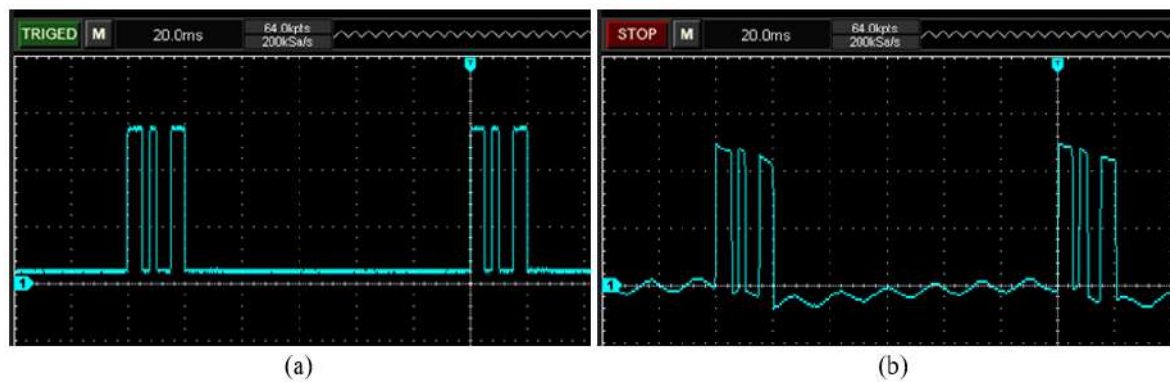 TRIGED M 20.0ms 64.0kpts
200kSa/s
T
1
STOP M 20.0ms 64.0kpts
200kSa/s
T
1
(a)
(b)